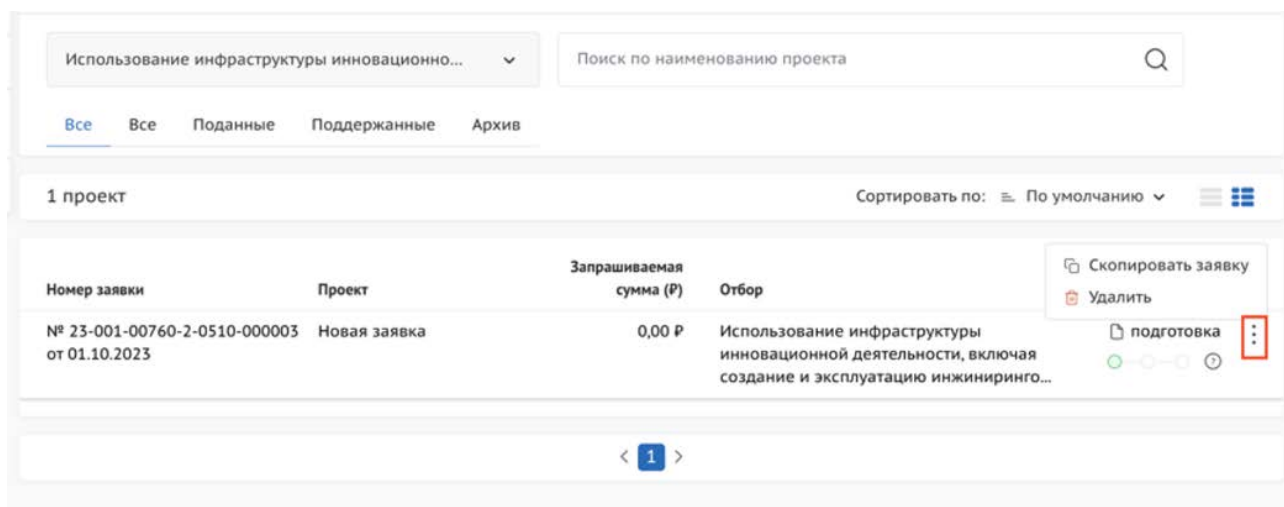 Использование инфраструктуры инновационно...
Поиск по наименованию проекта
Все Все Поданные Поддержанные Архив
1 проект
Сортировать по: По умолчанию
Скопировать заявку
Удалить
Номер заявки
Проект
Запрашиваемая
сумма (₽)
Отбор
№ 23-001-00760-2-0510-000003
от 01.10.2023
Новая заявка
0,00 ₽
Использование инфраструктуры
инновационной деятельности, включая
создание и эксплуатацию инжиниринго...
подготовка
?
< 1 >